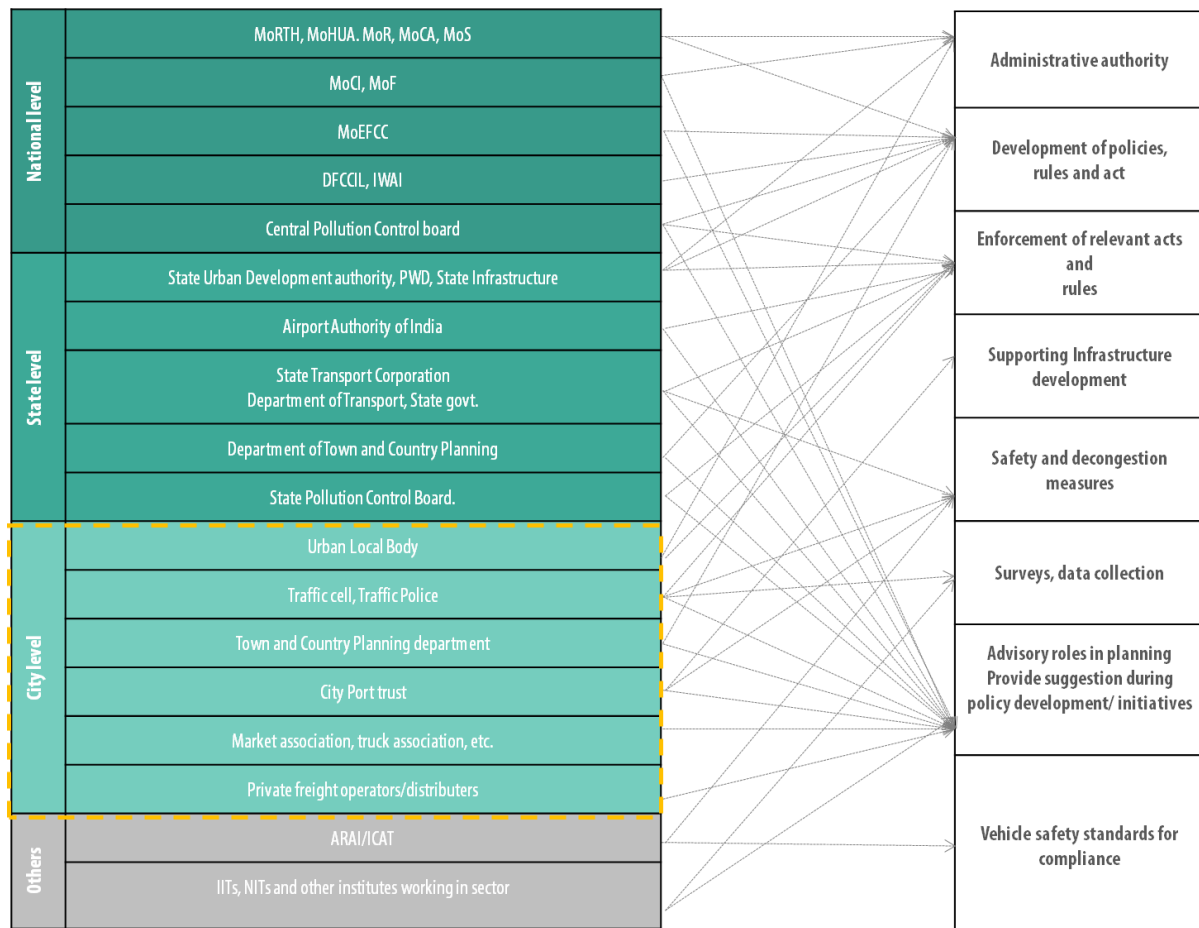 National level
MoRTH, MoHUA. MoR, MoCA, MoS
MoCI, MoF
MoEFCC
DFCCIL, IWAI
Central Pollution Control board
State level
State Urban Development authority, PWD, State Infrastructure
Airport Authority of India
State Transport Corporation
Department of Transport, State govt.
Department of Town and Country Planning
State Pollution Control Board.
City level
Urban Local Body
Traffic cell, Traffic Police
Town and Country Planning department
City Port trust
Market association, truck association, etc.
Private freight operators/distributers
Others
ARAI/ICAT
IITs, NITs and other institutes working in sector
Administrative authority
Development of policies,
rules and act
Enforcement of relevant acts
and
rules
Supporting Infrastructure
development
Safety and decongestion
measures
Surveys, data collection
Advisory roles in planning
Provide suggestion during
policy development/ initiatives
Vehicle safety standards for
compliance